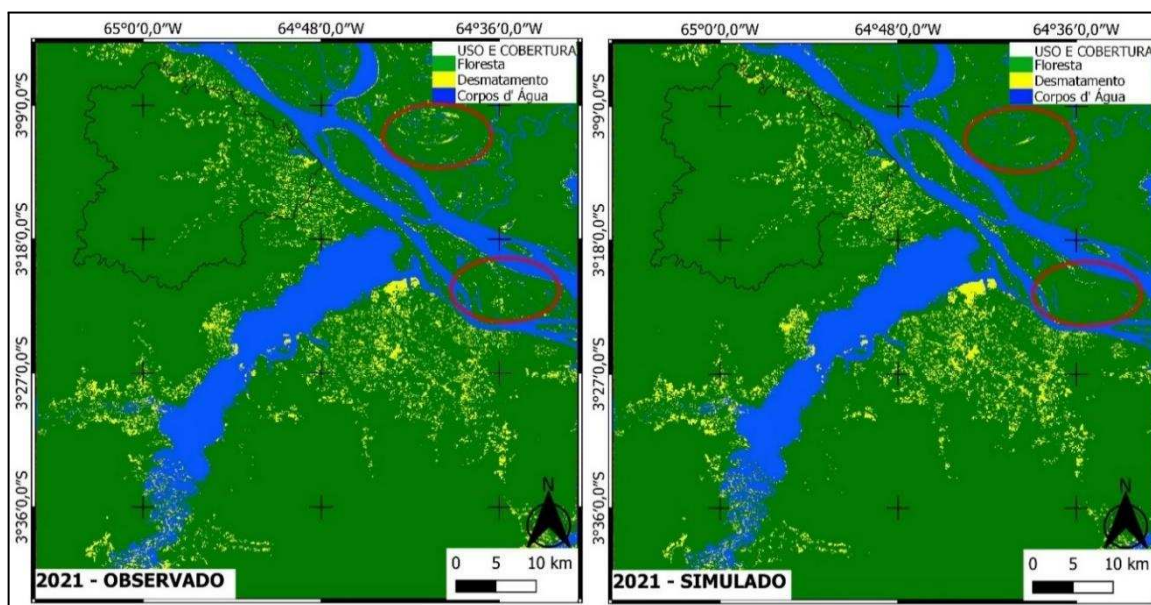 65°0'0,0"W 64°48'0,0"W 64°36'0,0"W
USO E COBERTURA
Floresta
Desmatamento
Corpos d' Água
3°9'0,0"S
3°18'0,0"S
3°27'0,0"S
3°36'0,0"S
N
0 5 10 km
2021 - OBSERVADO
65°0'0,0"W 64°48'0,0"W 64°36'0,0"W
USO E COBERTURA
Floresta
Desmatamento
Corpos d' Água
3°9'0,0"S
3°18'0,0"S
3°27'0,0"S
3°36'0,0"S
N
0 5 10 km
2021 - SIMULADO